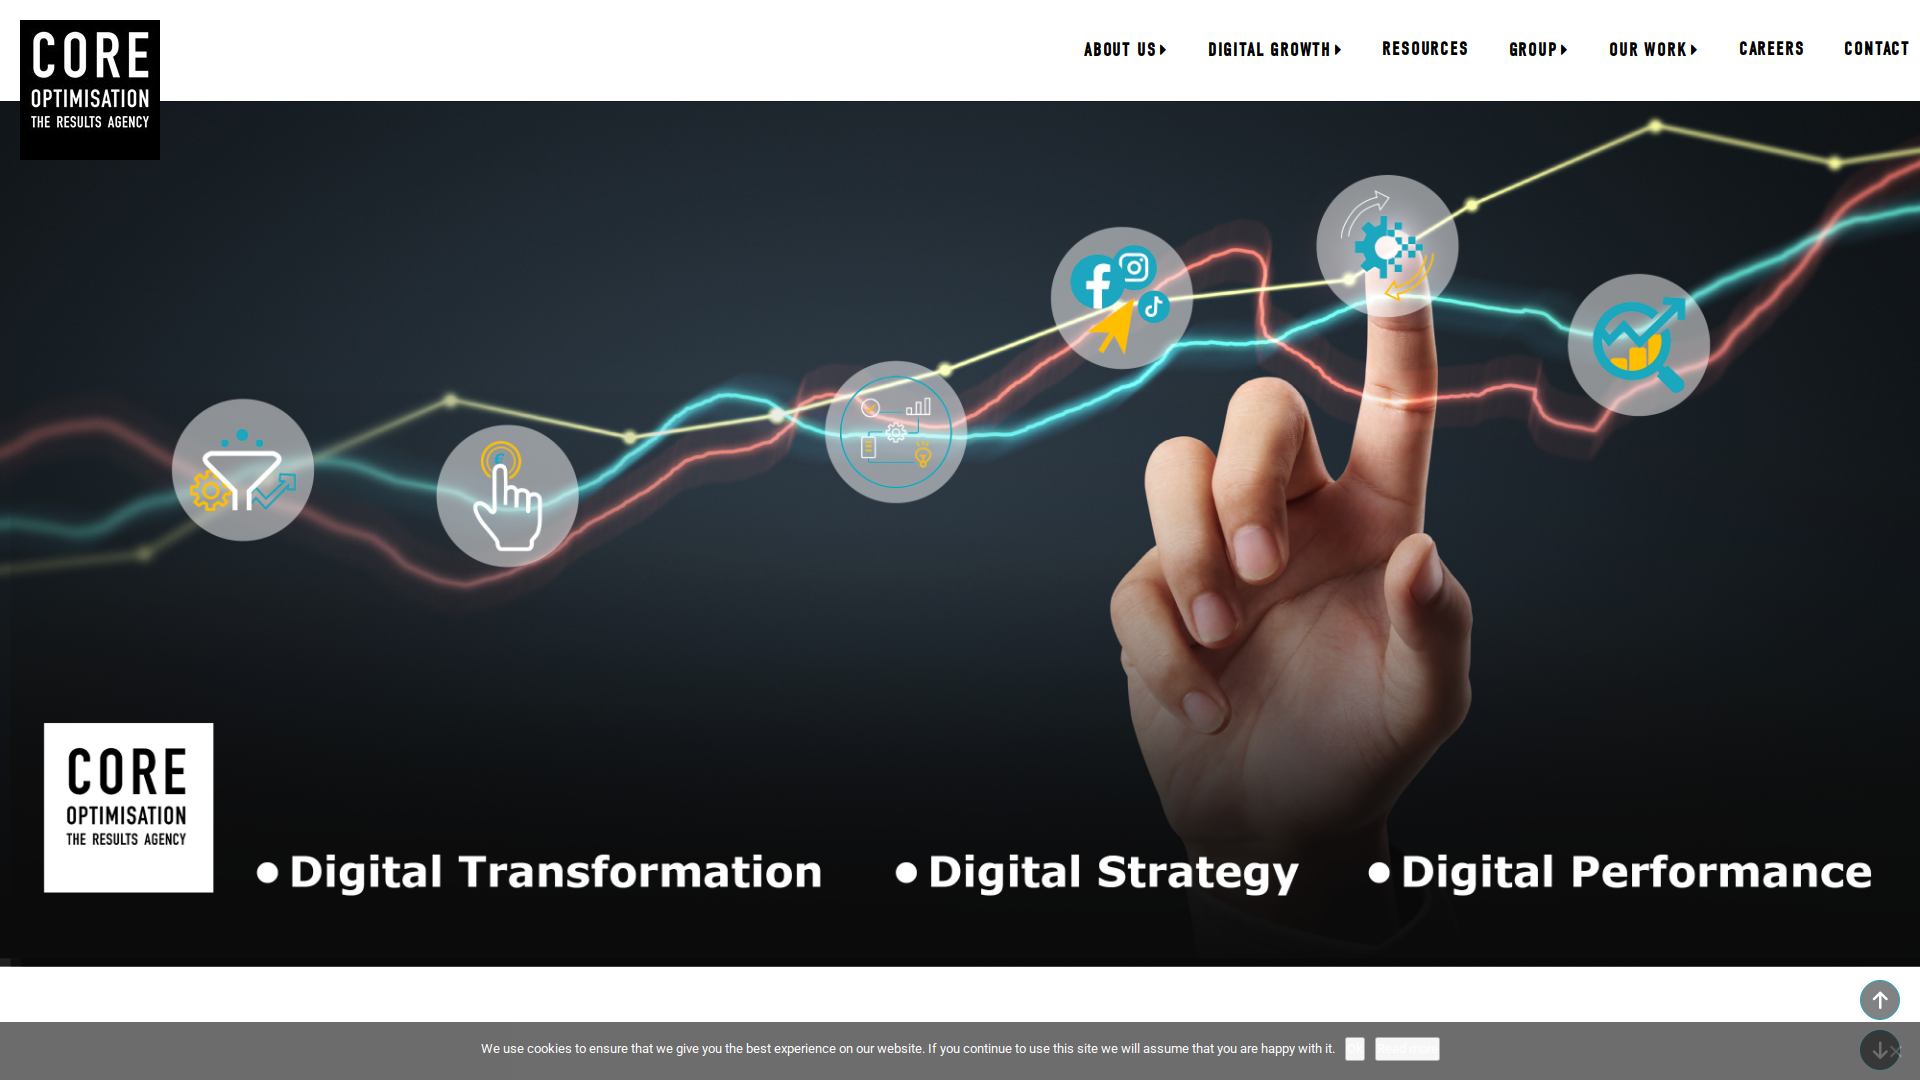 CORE
OPTIMISATION
THE RESULTS AGENCY
ABOUT US
DIGITAL GROWTH
RESOURCES
GROUP
OUR WORK
CAREERS
CONTACT
CORE
OPTIMISATION
THE RESULTS AGENCY
• Digital Transformation
• Digital Strategy
• Digital Performance
We use cookies to ensure that we give you the best experience on our website. If you continue to use this site we will assume that you are happy with it.